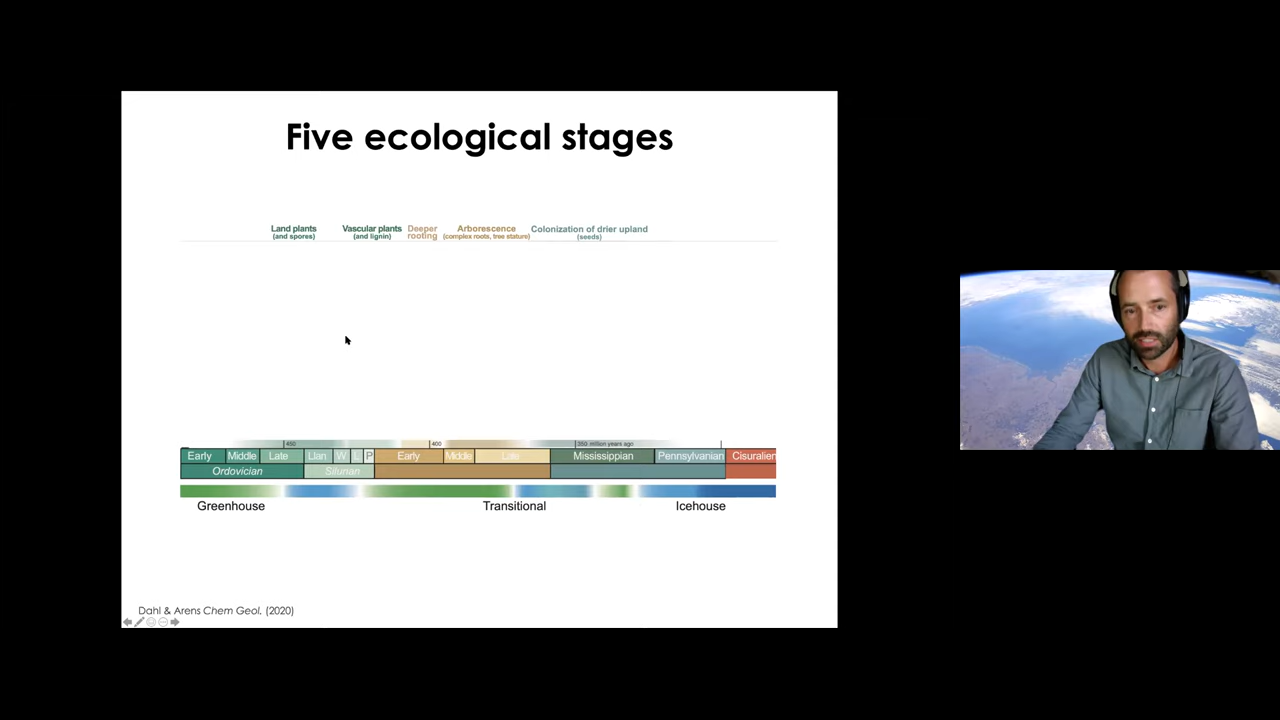 Five ecological stages
Land plants
(and spores)
Vascular plants
(and lignin)
Deeper
rooting
Arborescence
(complex roots, tree stature)
Colonization of drier upland
(seeds)
450
400
350 million years ago
Early Middle Late Llan W L P Early Middle Late Mississippian Pennsylvanian Cisuralien
Ordovician Silurian
Greenhouse Transitional Icehouse
Dahl & Arens Chem Geol. (2020)